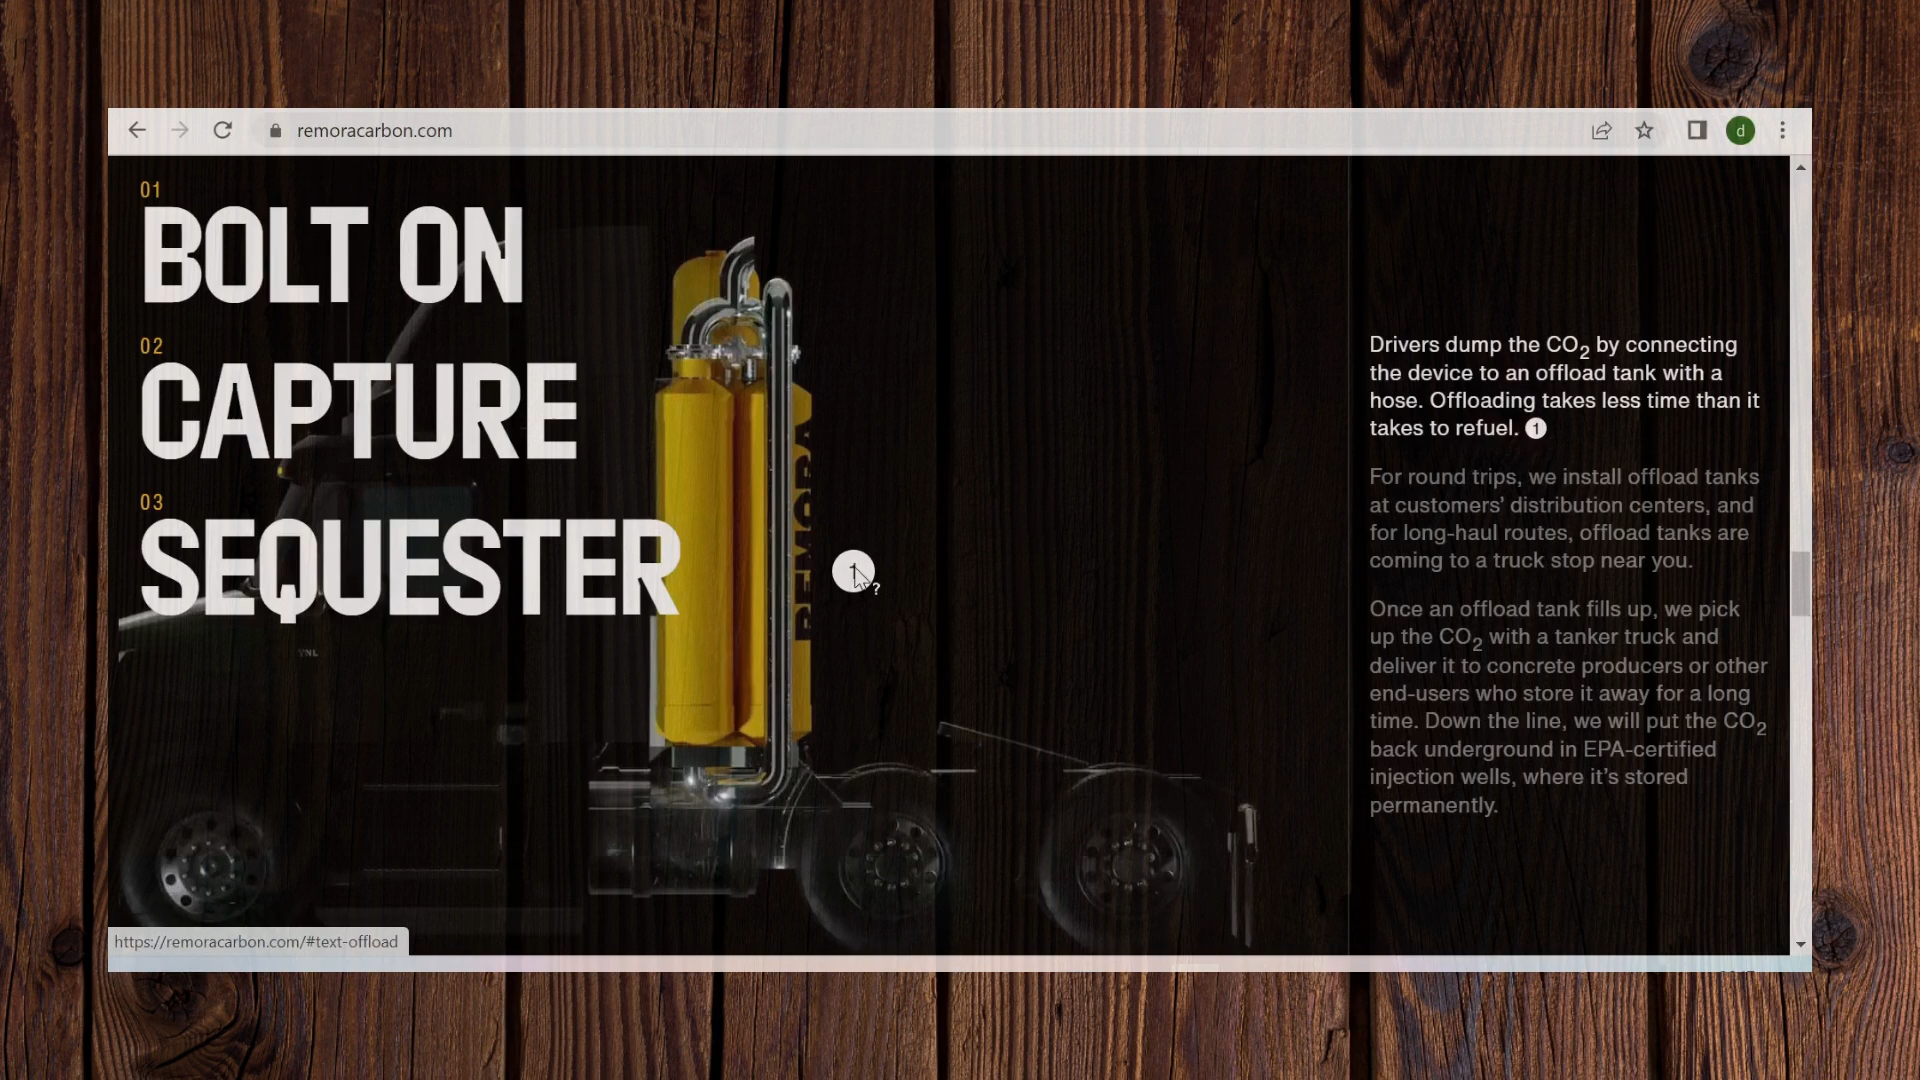 remoracarbon.com
d
01
BOLT ON
02
CAPTURE
03
SEQUESTER
REMORA
1
?
VNL
Drivers dump the CO2 by connecting
the device to an offload tank with a
hose. Offloading takes less time than it
takes to refuel. 1
For round trips, we install offload tanks
at customers’ distribution centers, and
for long-haul routes, offload tanks are
coming to a truck stop near you.
Once an offload tank fills up, we pick
up the CO2 with a tanker truck and
deliver it to concrete producers or other
end-users who store it away for a long
time. Down the line, we will put the CO2
back underground in EPA-certified
injection wells, where it’s stored
permanently.
https://remoracarbon.com/#text-offload